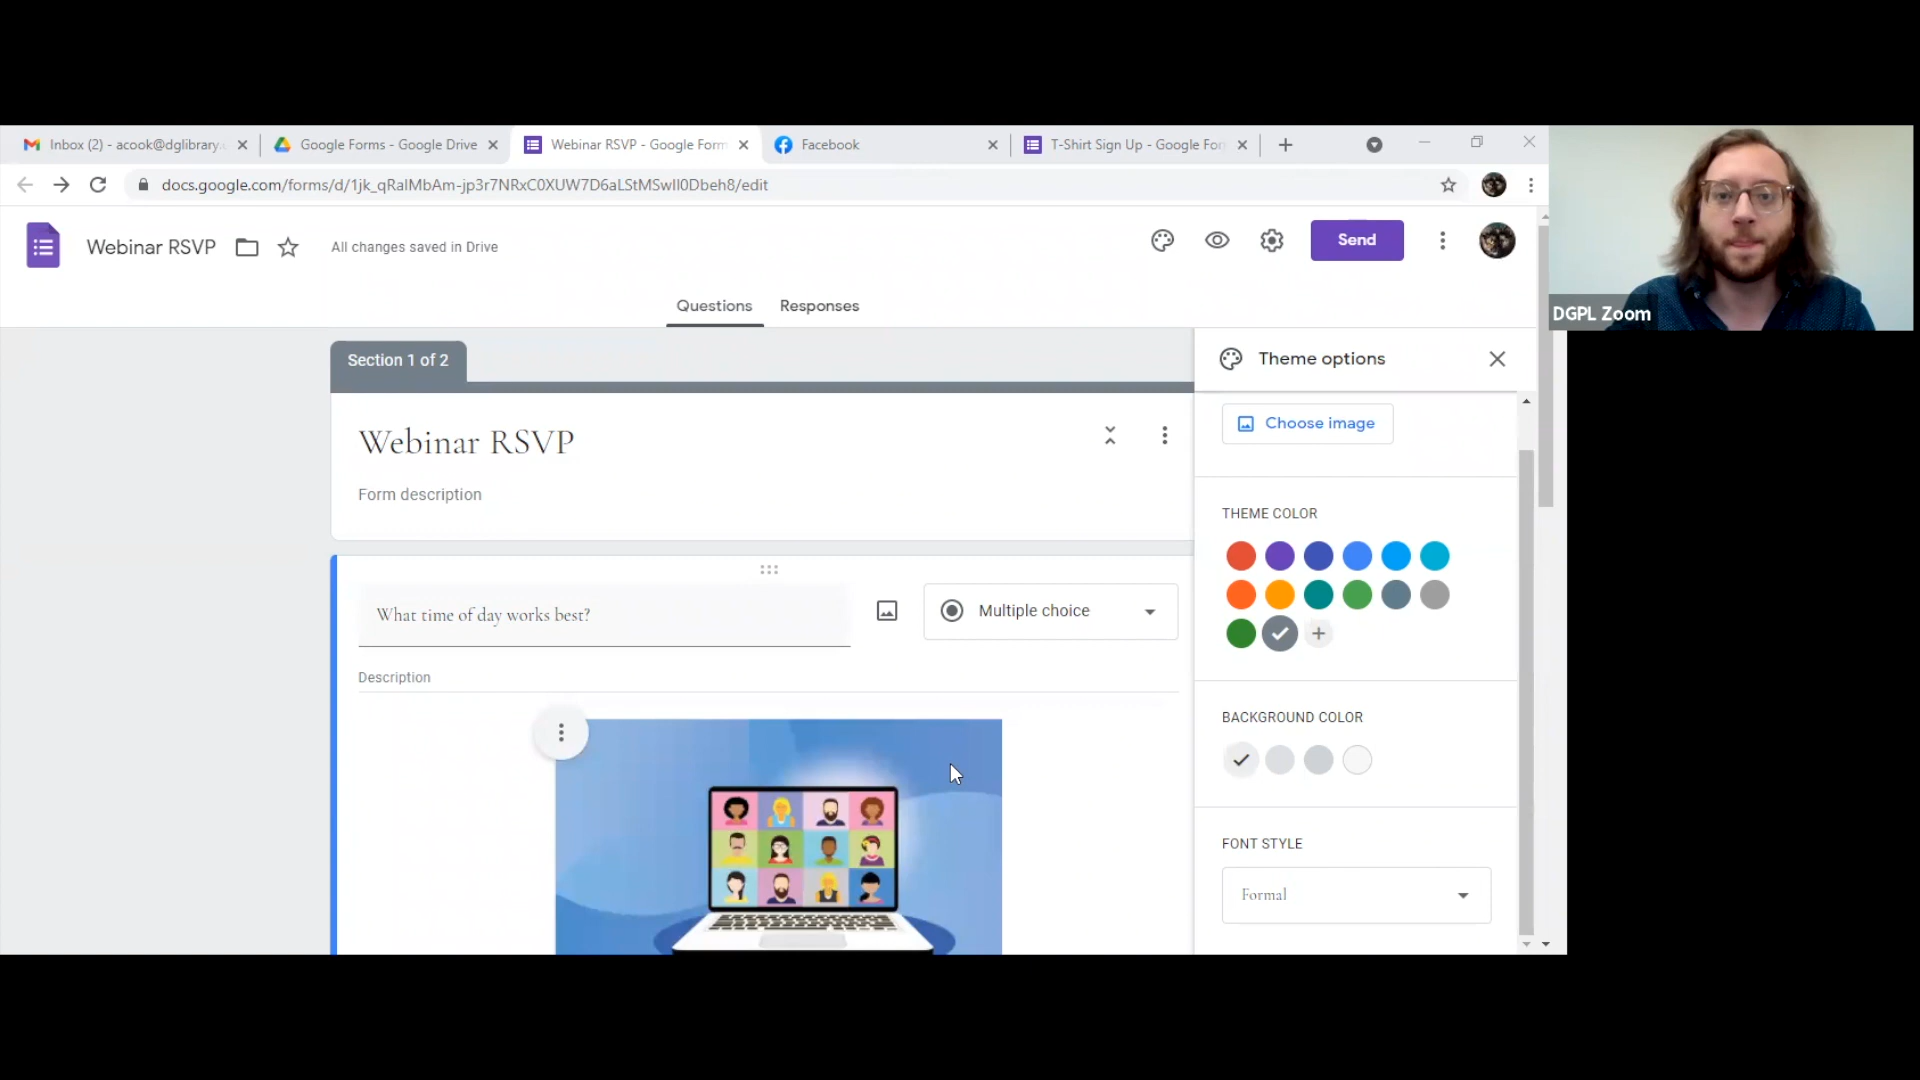 Inbox (2) - acook@dglibrary.
Google Forms - Google Drive
Webinar RSVP - Google Form
Facebook
T-Shirt Sign Up - Google For
docs.google.com/forms/d/1jk_qRalMbAm-jp3r7NRxC0XUW7D6aLStMSwIl0Dbeh8/edit
Webinar RSVP
All changes saved in Drive
Send
DGPL Zoom
Questions
Responses
Section 1 of 2
Theme options
Choose image
Webinar RSVP
Form description
THEME COLOR
What time of day works best?
Multiple choice
Description
BACKGROUND COLOR
FONT STYLE
Formal